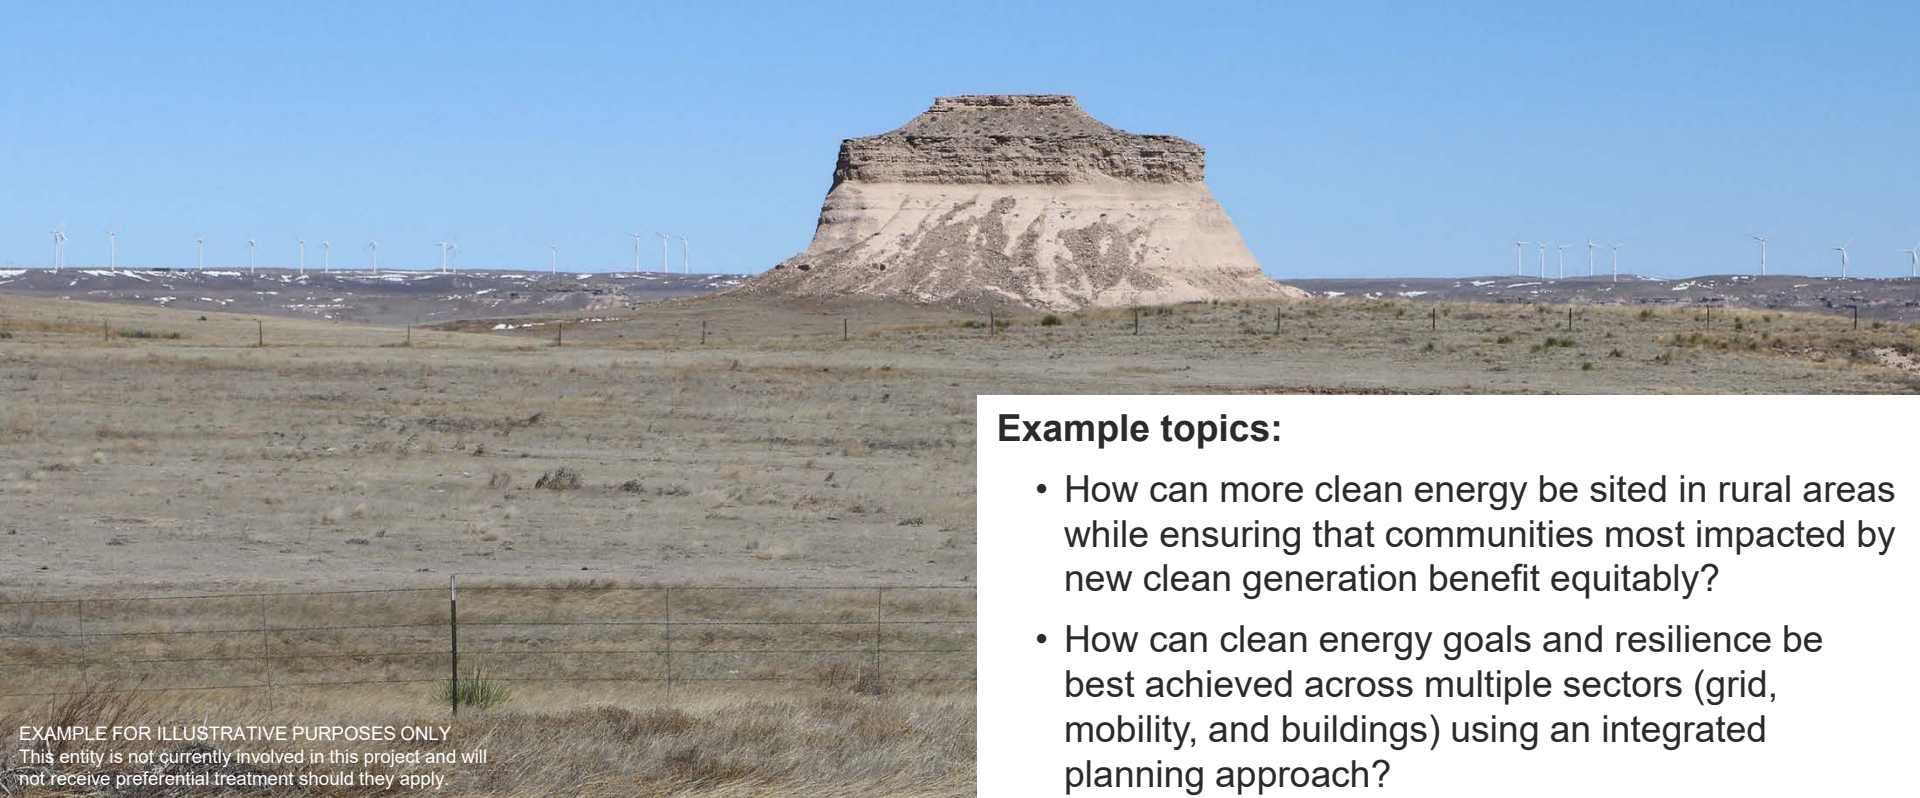 Example topics:
• How can more clean energy be sited in rural areas
while ensuring that communities most impacted by
new clean generation benefit equitably?
• How can clean energy goals and resilience be
best achieved across multiple sectors (grid,
mobility, and buildings) using an integrated
planning approach?
EXAMPLE FOR ILLUSTRATIVE PURPOSES ONLY
This entity is not currently involved in this project and will
not receive preferential treatment should they apply.